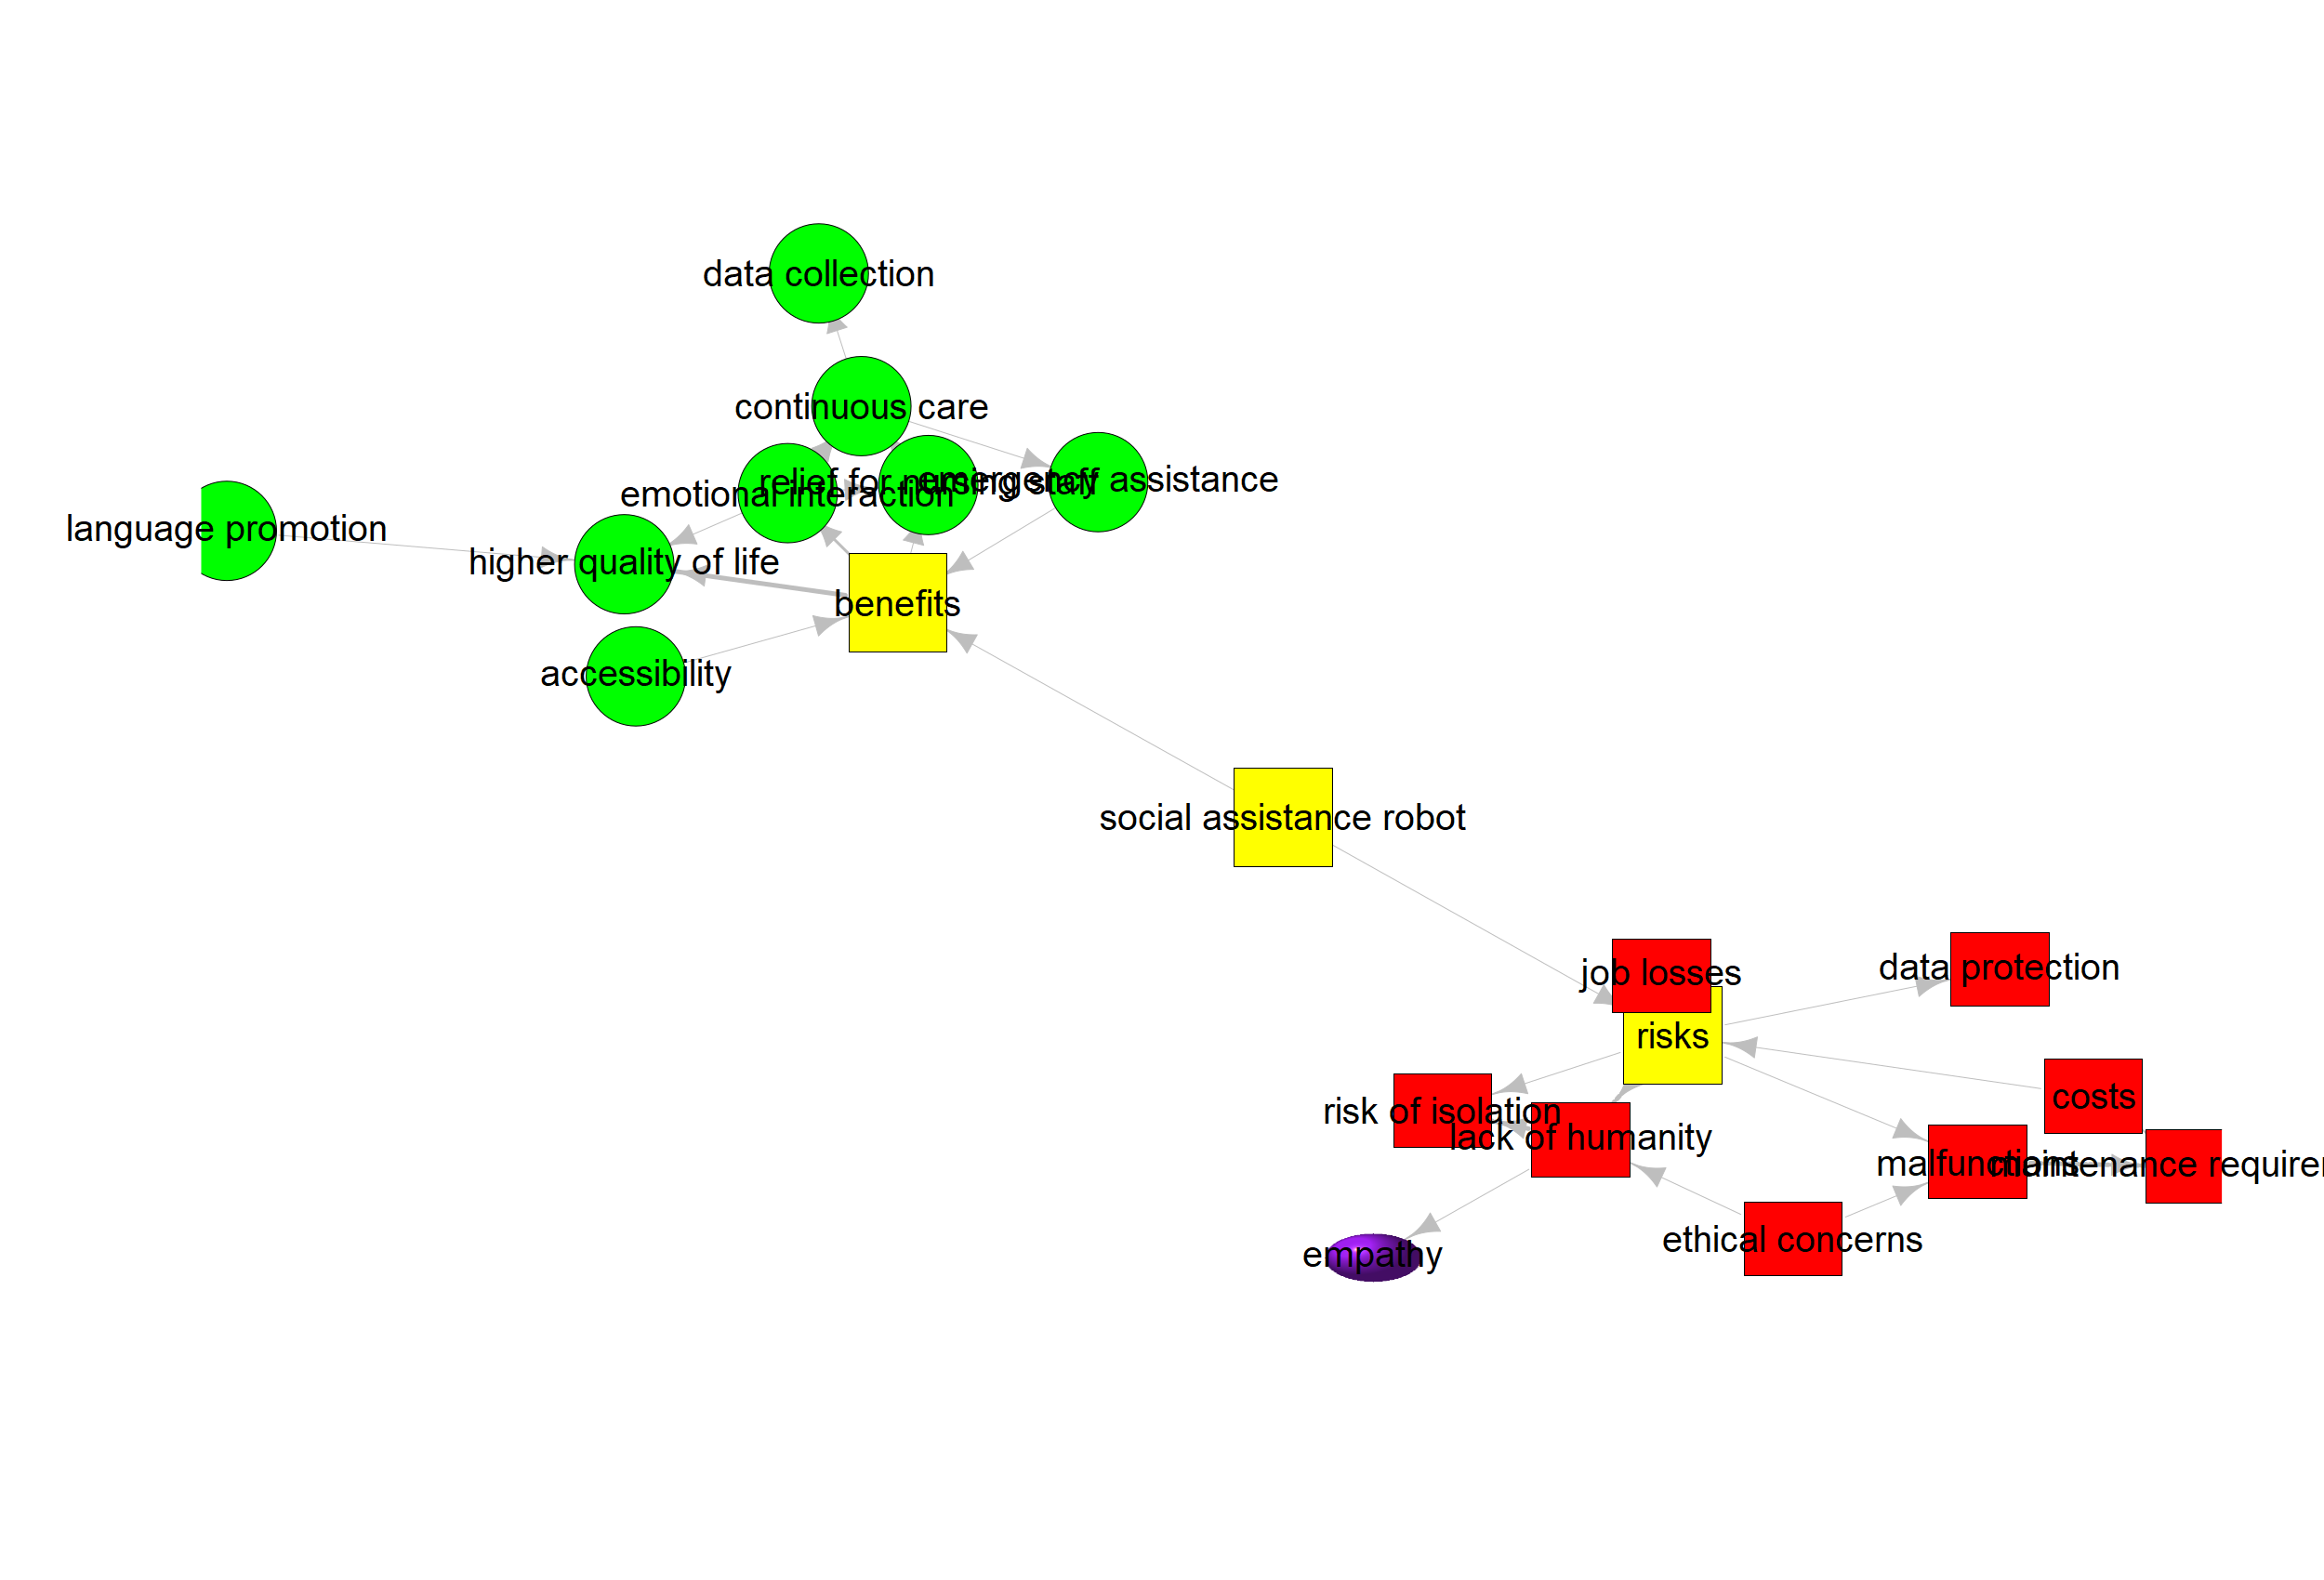 data collection
continuous care
relief for nursing staff
emergency assistance
emotional interaction
language promotion
higher quality of life
benefits
accessibility
social assistance robot
job losses
data protection
risks
costs
risk of isolation
lack of humanity
malfunctions
maintenance requirem
ethical concerns
empathy